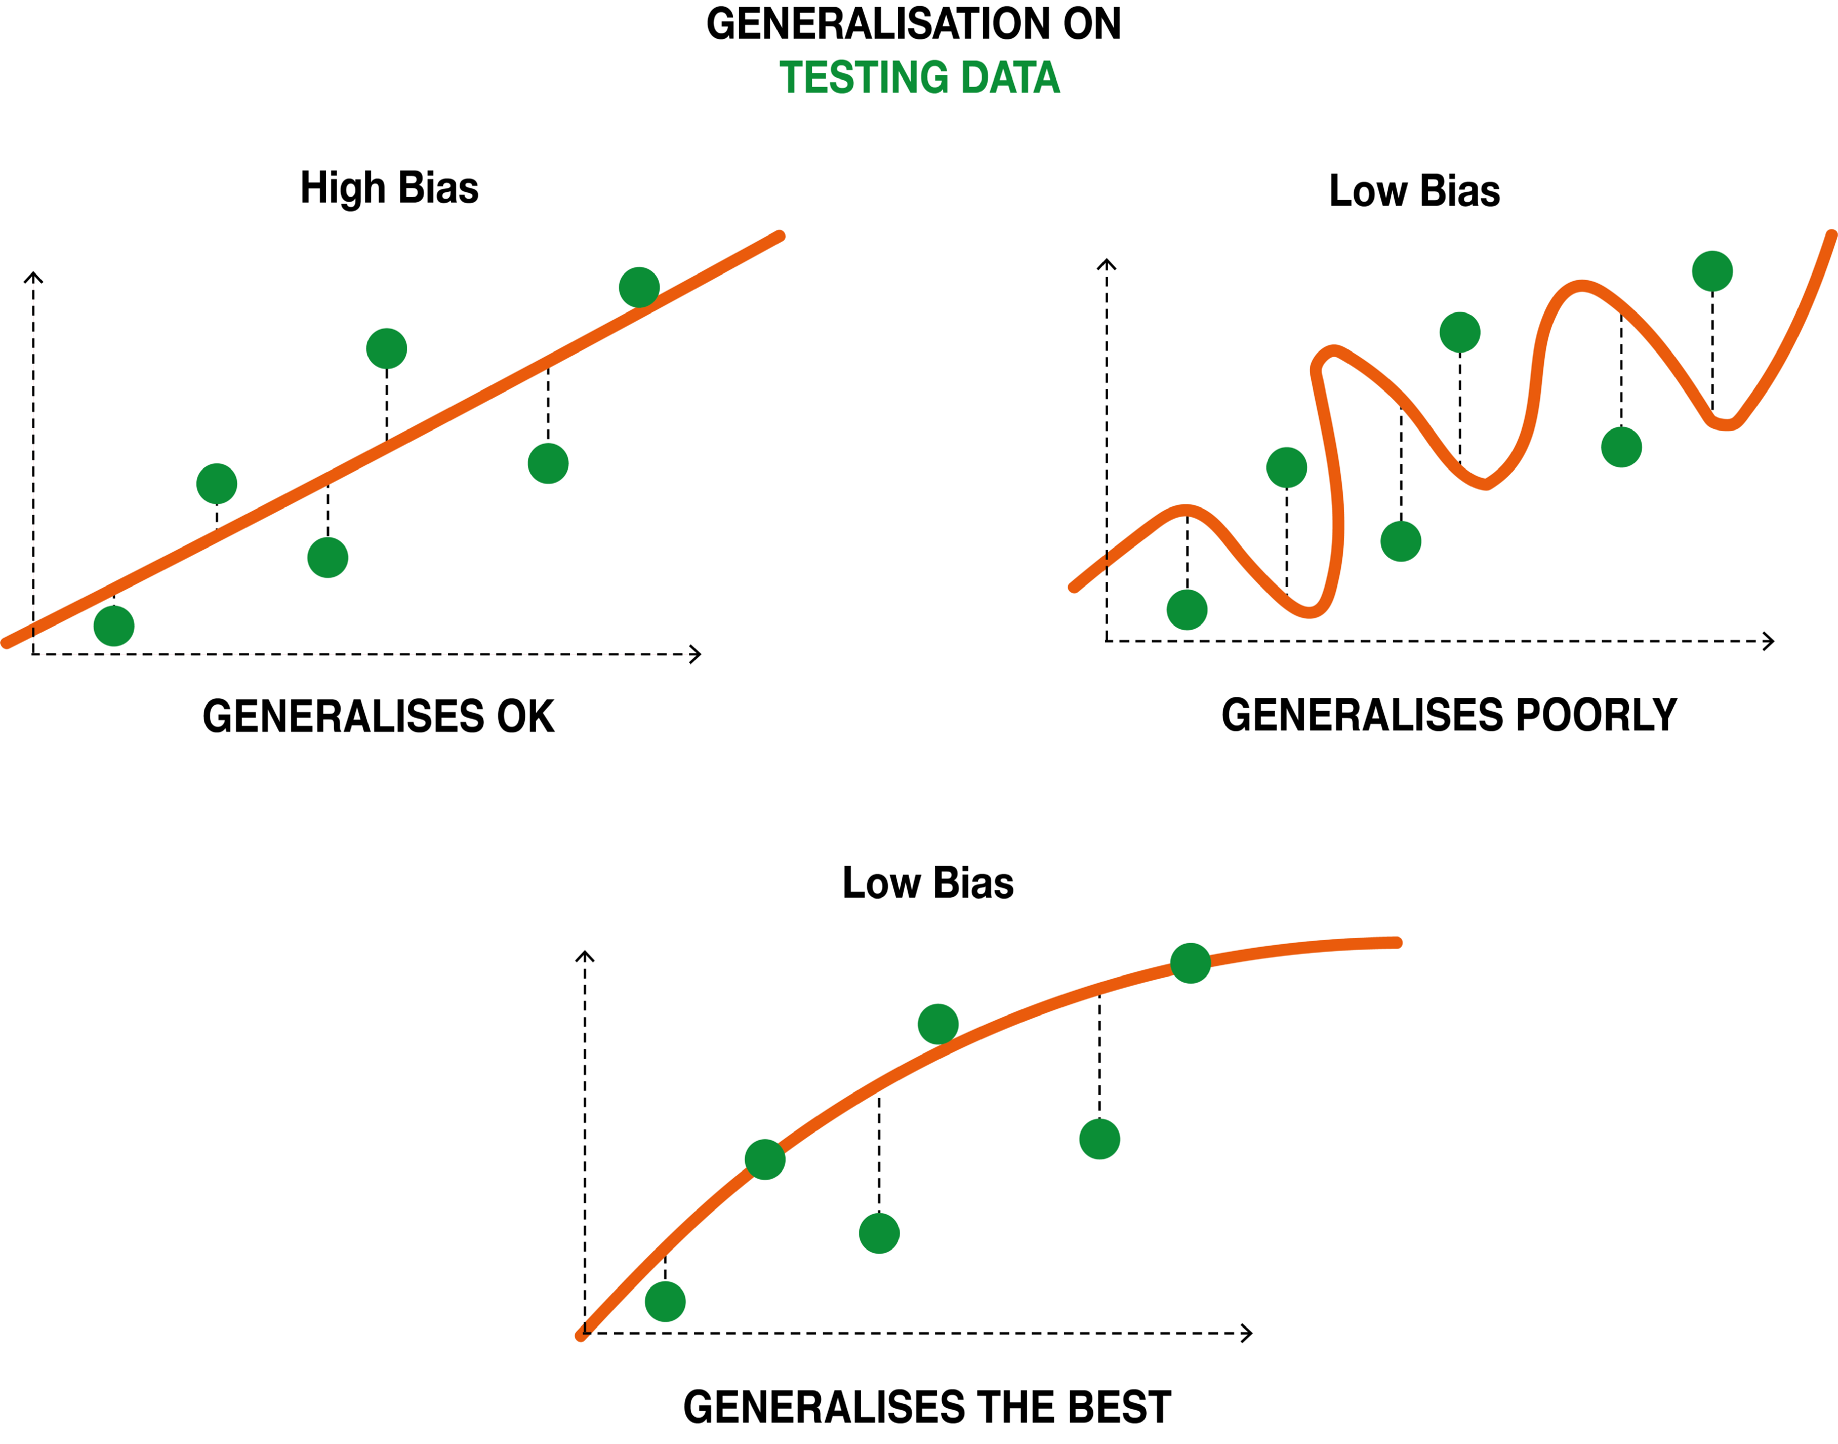 GENERALISATION ON
TESTING DATA
High Bias
Low Bias
GENERALISES OK
GENERALISES POORLY
Low Bias
GENERALISES THE BEST